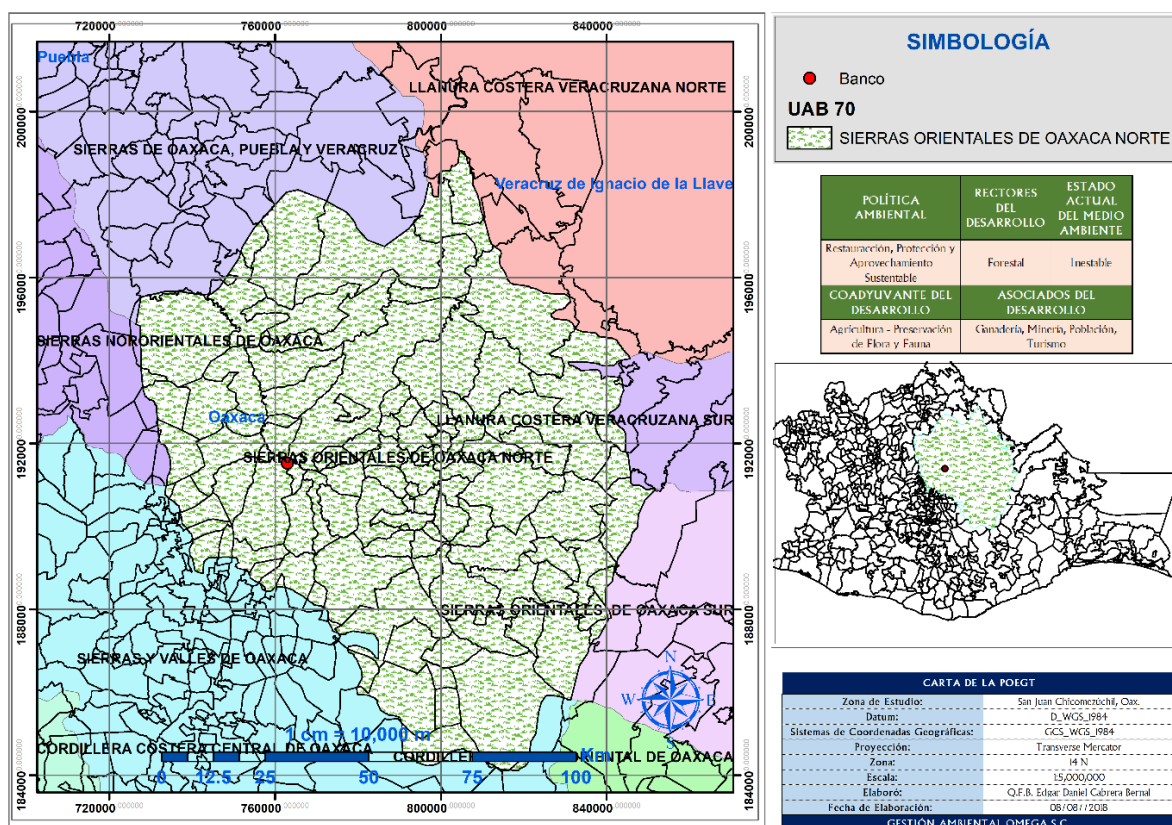 720000 760000 800000 840000
Puebla
LLANURA COSTERA VERACRUZANA NORTE
2000000
SIERRAS DE OAXACA, PUEBLA Y VERACRUZ
Veracruz de Ignacio de la Llave
1960000
SIERRAS NORORIENTALES DE OAXACA
Oaxaca
LLANURA COSTERA VERACRUZANA SUR
1920000
SIERRAS ORIENTALES DE OAXACA NORTE
1880000
SIERRAS ORIENTALES DE OAXACA SUR
SIERRAS Y VALLES DE OAXACA
N
W E
S
1 cm = 10,000 m
CORDILLERA COSTERA CENTRAL DE OAXACA
Km
0 12.5 25 50 75 100
1840000
720000 760000 800000 840000
SIMBOLOGÍA
Banco
UAB 70
SIERRAS ORIENTALES DE OAXACA NORTE
POLÍTICA AMBIENTAL
RECTORES DEL DESARROLLO
ESTADO ACTUAL DEL MEDIO AMBIENTE
Restauracción, Protección y
Aprovechamiento
Sustentable
Forestal
Inestable
COADYUVANTE DEL
DESARROLLO
ASOCIADOS DEL
DESARROLLO
Agricultura - Preservación
de Flora y Fauna
Ganadería, Minería, Población,
Turismo
CARTA DE LA POEGT
Zona de Estudio: San Juan Chicomezúchil, Oax.
Datum: D_WGS_1984
Sistemas de Coordenadas Geográficas: GCS_WGS_1984
Proyección: Transverse Mercator
Zona: 14 N
Escala: 1:5,000,000
Elaboró: Q.F.B. Edgar Daniel Cabrera Bernal
Fecha de Elaboración:
GESTIÓN AMBIENTAL OMEGA S.C.